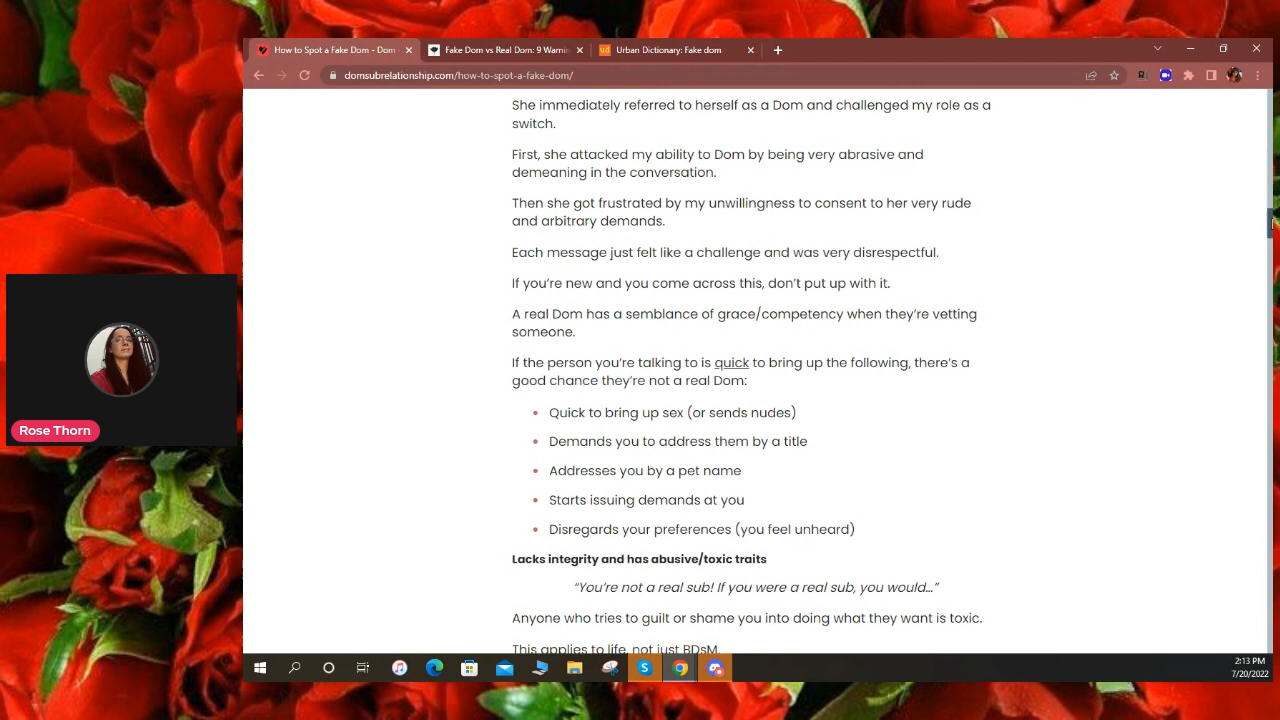 How to Spot a Fake Dom - Dom
Fake Dom vs Real Dom: 9 Warnin
ud
Urban Dictionary: Fake dom
domsubrelationship.com/how-to-spot-a-fake-dom/
She immediately referred to herself as a Dom and challenged my role as a
switch.
First, she attacked my ability to Dom by being very abrasive and
demeaning in the conversation.
Then she got frustrated by my unwillingness to consent to her very rude
and arbitrary demands.
Each message just felt like a challenge and was very disrespectful.
If you’re new and you come across this, don’t put up with it.
A real Dom has a semblance of grace/competency when they’re vetting
someone.
If the person you’re talking to is quick to bring up the following, there’s a
good chance they’re not a real Dom:
Quick to bring up sex (or sends nudes)
Demands you to address them by a title
Addresses you by a pet name
Starts issuing demands at you
Disregards your preferences (you feel unheard)
Lacks integrity and has abusive/toxic traits
“You’re not a real sub! If you were a real sub, you would…”
Anyone who tries to guilt or shame you into doing what they want is toxic.
This applies to life, not just BDsM.
Rose Thorn
2:13 PM
7/20/2022